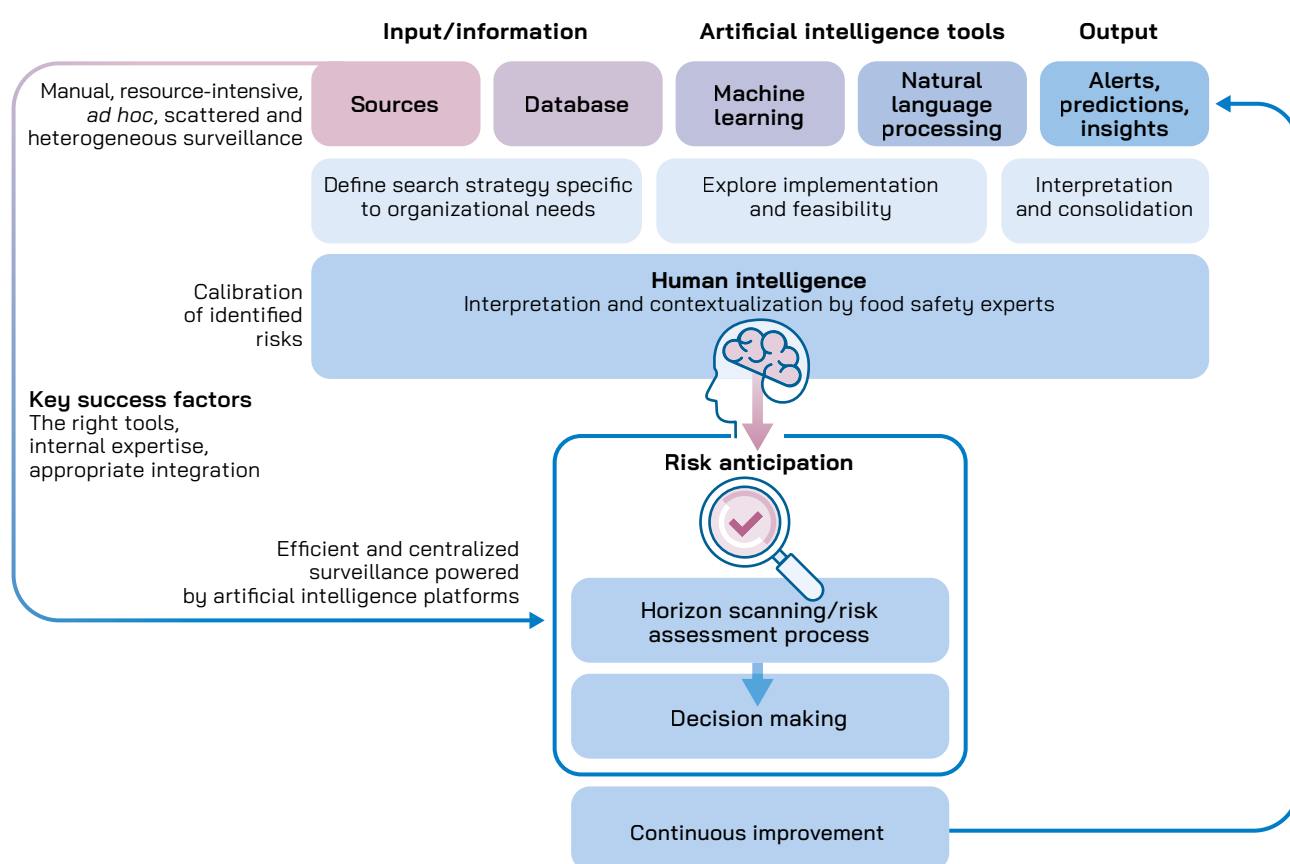 Input/information
Artificial intelligence tools
Output
Manual, resource-intensive,
ad hoc, scattered and
heterogeneous surveillance
Sources
Database
Machine
learning
Natural
language
processing
Alerts,
predictions,
insights
Define search strategy specific
to organizational needs
Explore implementation
and feasibility
Interpretation
and consolidation
Calibration
of identified
risks
Human intelligence
Interpretation and contextualization by food safety experts
Key success factors
The right tools,
internal expertise,
appropriate integration
Risk anticipation
Efficient and centralized
surveillance powered
by artificial intelligence platforms
Horizon scanning/risk
assessment process
Decision making
Continuous improvement